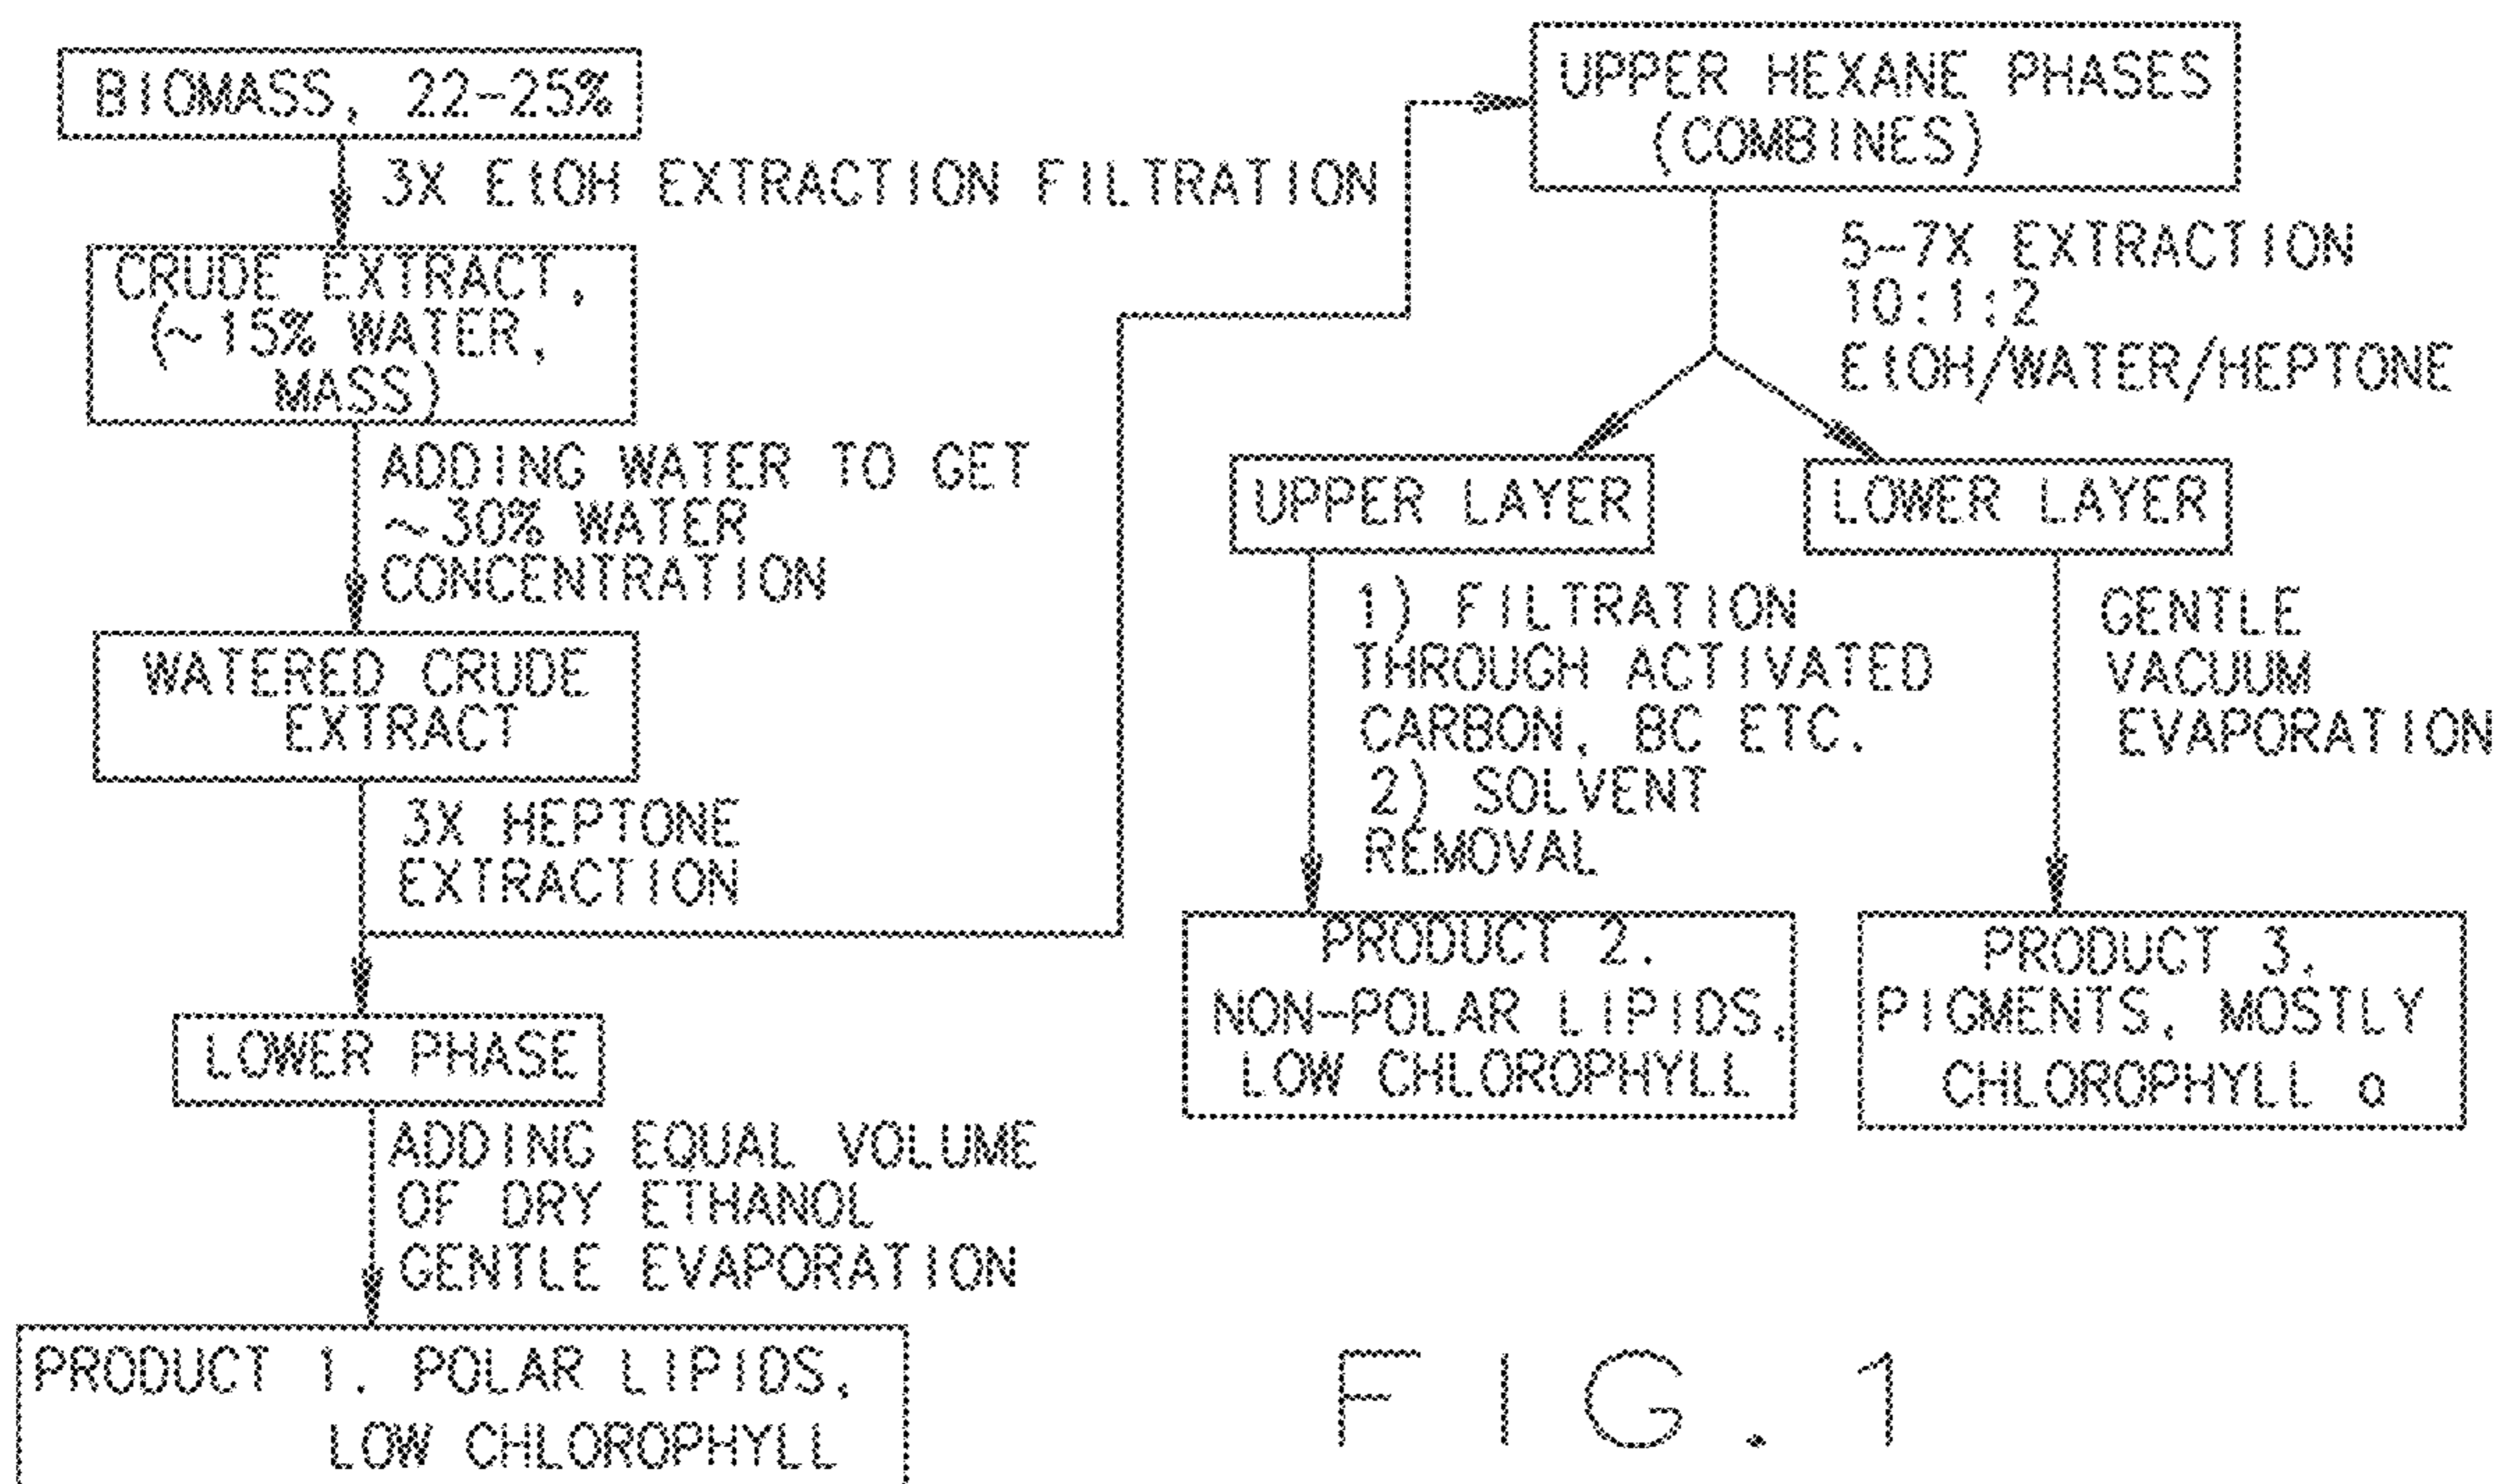 BIOMASS, 22-25%
3X EtOH EXTRACTION FILTRATION
CRUDE EXTRACT,
(~15% WATER,
MASS)
ADDING WATER TO GET
~30% WATER
CONCENTRATION
WATERED CRUDE
EXTRACT
3X HEPTONE
EXTRACTION
LOWER PHASE
ADDING EQUAL VOLUME
OF DRY ETHANOL
GENTLE EVAPORATION
PRODUCT 1. POLAR LIPIDS,
LOW CHLOROPHYLL
UPPER HEXANE PHASES
(COMBINES)
5-7X EXTRACTION
10:1:2
EtOH/WATER/HEPTONE
UPPER LAYER
LOWER LAYER
1) FILTRATION
THROUGH ACTIVATED
CARBON, BC ETC.
2) SOLVENT
REMOVAL
GENTLE
VACUUM
EVAPORATION
PRODUCT 2.
NON-POLAR LIPIDS,
LOW CHLOROPHYLL
PRODUCT 3.
PIGMENTS, MOSTLY
CHLOROPHYLL a
FIG. 1